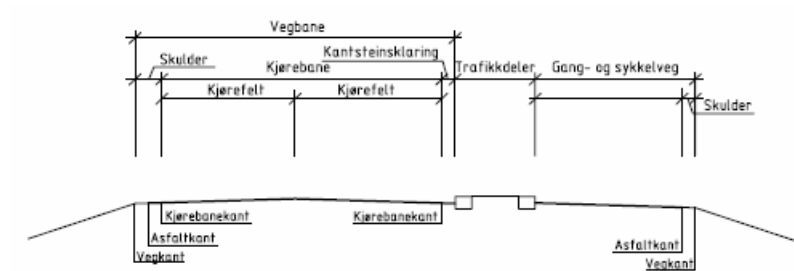 Vegbane
Skulder
Kantsteinsklaring
Kjørebane
Trafikkdeler
Gang- og sykkelveg
Kjørefelt
Kjørefelt
Skulder
Kjørebanekant
Kjørebanekant
Asfaltkant
Asfaltkant
Vegkant
Vegkant